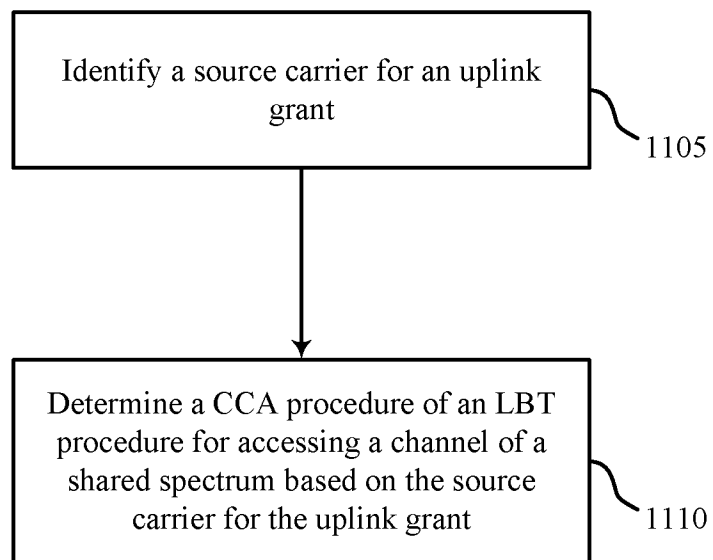 Identify a source carrier for an uplink
grant
1105
Determine a CCA procedure of an LBT
procedure for accessing a channel of a
shared spectrum based on the source
carrier for the uplink grant
1110